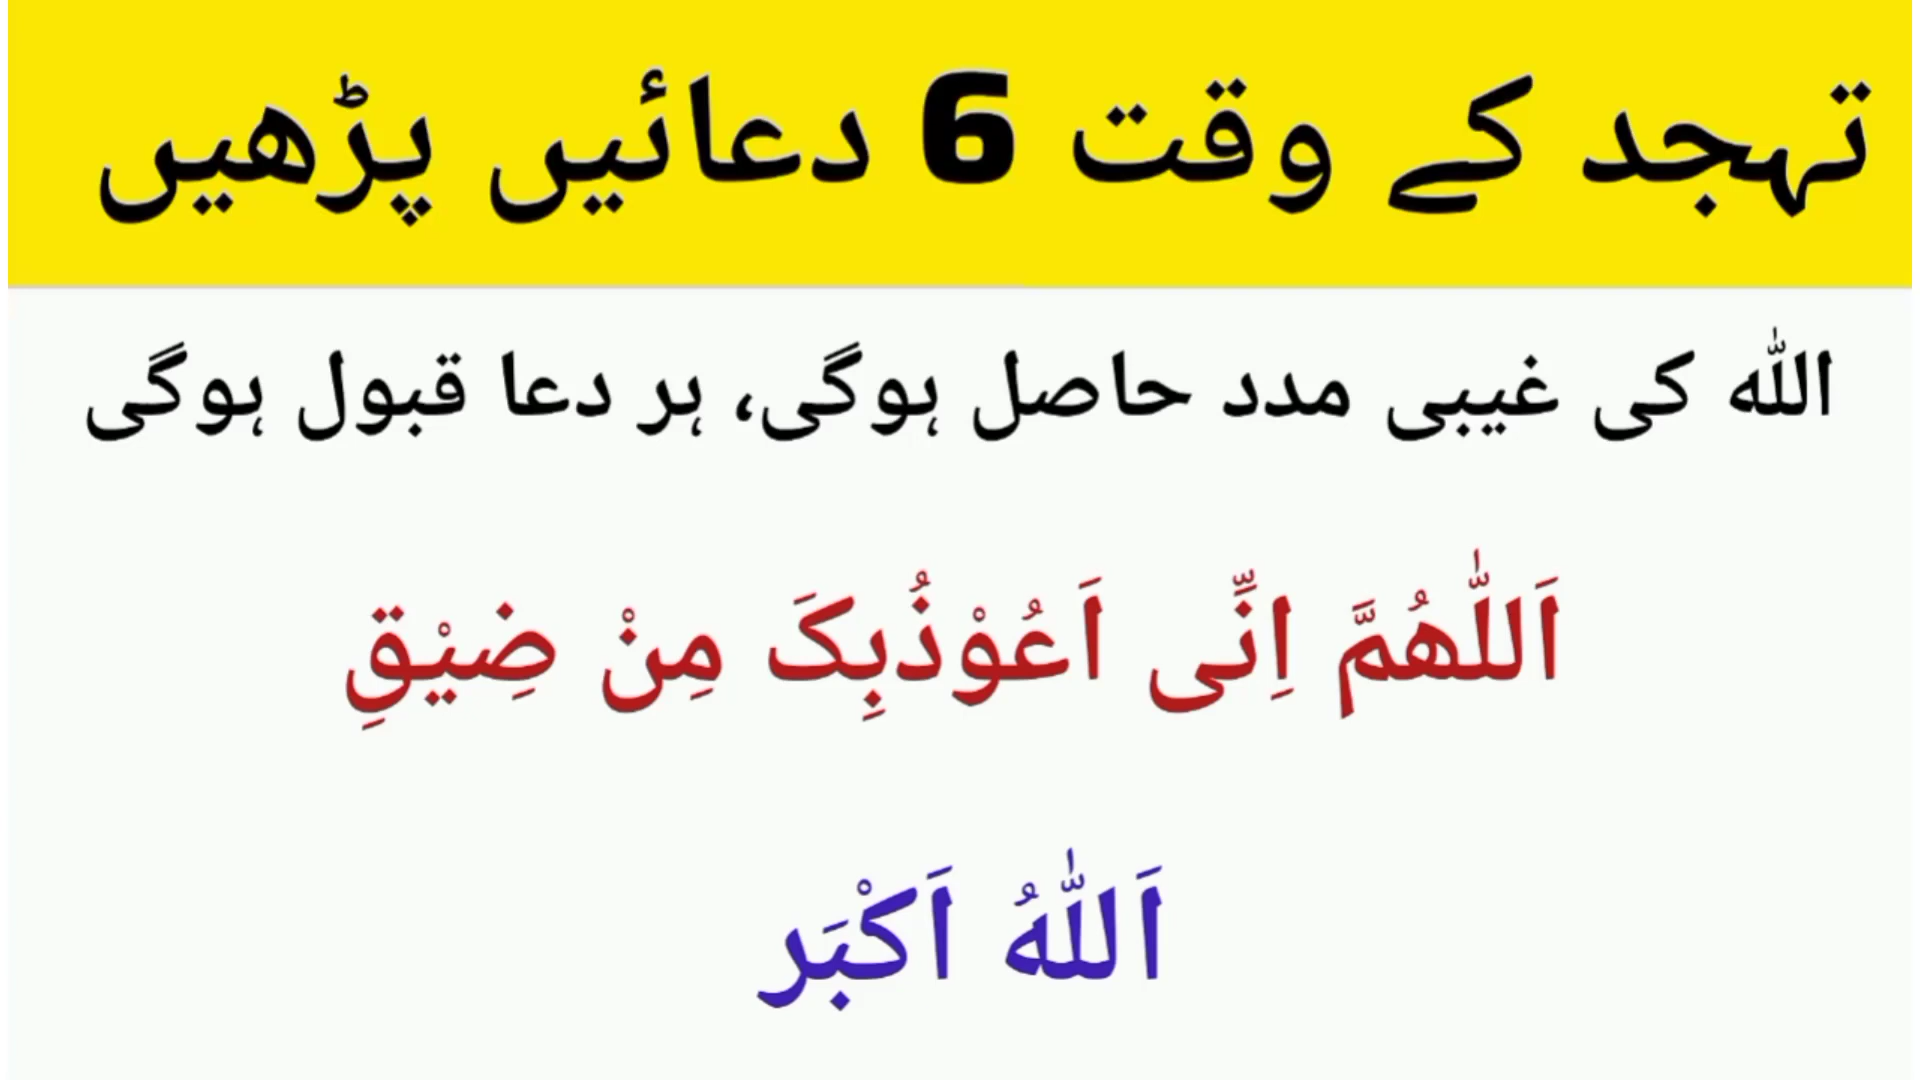 تہجد کے وقت 6 دعائیں پڑھیں
اللہ کی غیبی مدد حاصل ہوگی، ہر دعا قبول ہوگی
اَللّٰھُمَّ اِنِّی اَعُوْذُبِکَ مِنْ ضِیْقِ
اَللّٰہُ اَکْبَر